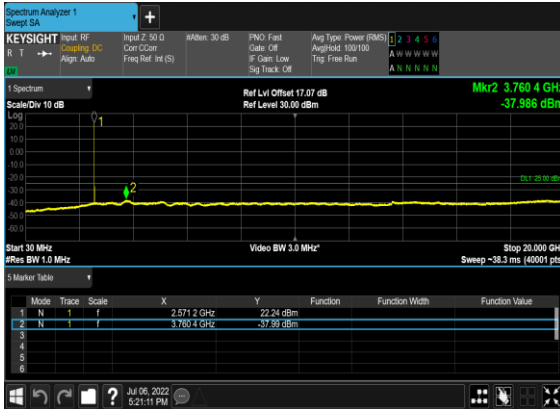 Spectrum Analyzer 1
Swept SA
KEYSIGHT
R T
Input: RF
Coupling: DC
Align: Auto
Input Z: 50 Ω
Corr CCorr
Freq Ref: Int (S)
#Atten: 30 dB
PNO: Fast
Gate: Off
IF Gain: Low
Sig Track: Off
Avg Type: Power (RMS)
Avg|Hold: 100/100
Trig: Free Run
1 2 3 4 5 6
A W W W W W
A N N N N N
1 Spectrum
Scale/Div 10 dB
Ref Lvl Offset 17.07 dB
Ref Level 30.00 dBm
Mkr2 3.760 4 GHz
-37.986 dBm
Log
20.0
10.0
0.00
-10.0
-20.0
-30.0
-40.0
-50.0
-60.0
1
2
DL1 -25.00 dBm
Start 30 MHz
#Res BW 1.0 MHz
Video BW 3.0 MHz*
Stop 20.000 GH
Sweep ~38.3 ms (40001 pts
5 Marker Table
Mode Trace Scale X Y Function Function Width Function Value
1 N 1 f 2.571 2 GHz 22.24 dBm
2 N 1 f 3.760 4 GHz -37.99 dBm
3
4
5
6
?
Jul 06, 2022
5:21:11 PM